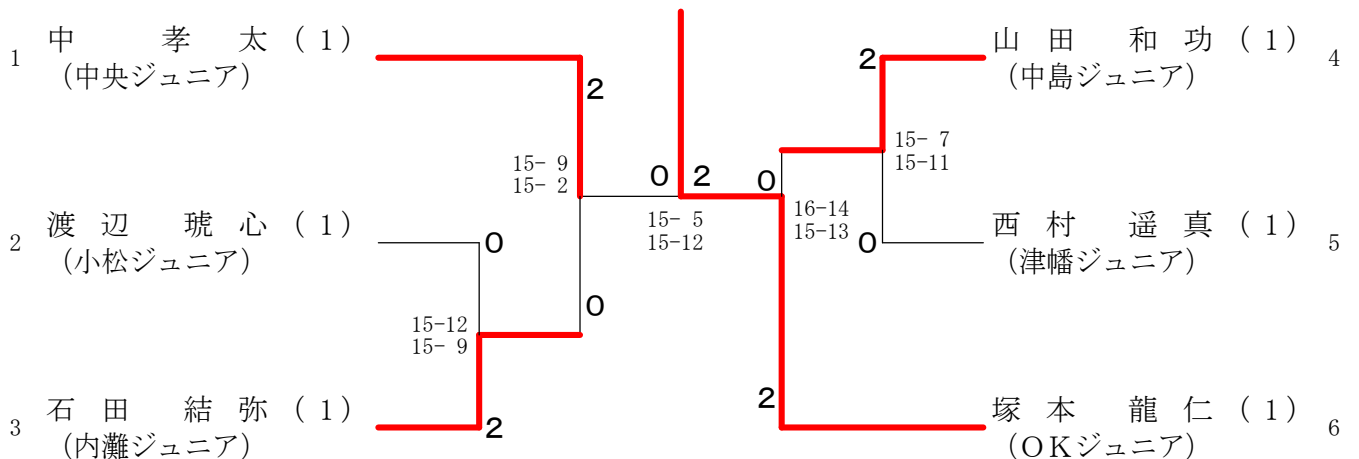 1 中 孝 太 (1)
(中央ジュニア)
2
15- 9
15- 2
2 渡 辺 琥 心 (1)
(小松ジュニア)
0
0
15-12
15- 9
3 石 田 結 弥 (1)
(内灘ジュニア)
2
0 2
15- 5
15-12
山 田 和 功 (1) 4
(中島ジュニア)
2
15- 7
15-11
0
16-14
15-13
西 村 遥 真 (1) 5
(津幡ジュニア)
0
2
塚 本 龍 仁 (1) 6
(OKジュニア)